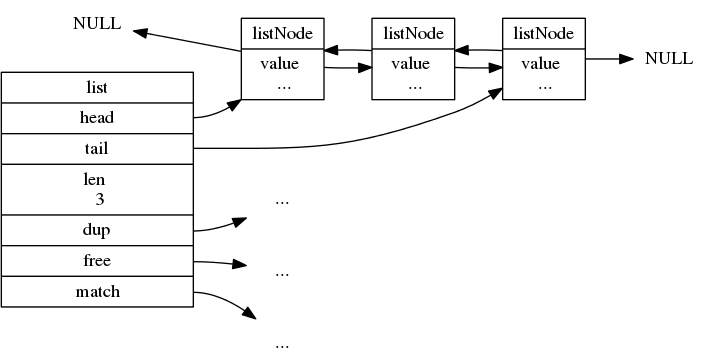 NULL
listNode
value
...
listNode
value
...
listNode
value
...
NULL
list
head
tail
len
3
dup
free
match
...
...
...